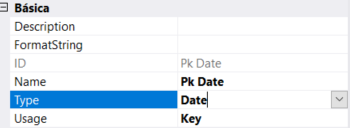 Básica
Description
FormatString
ID Pk Date
Name Pk Date
Type Date
Usage Key